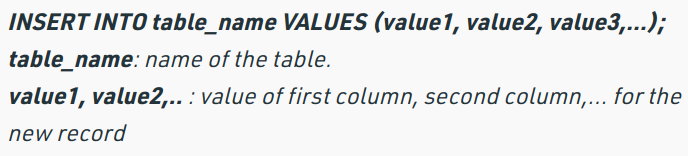 INSERT INTO table_name VALUES (value1, value2, value3,...);
table_name: name of the table.
value1, value2,.. : value of first column, second column,... for the
new record